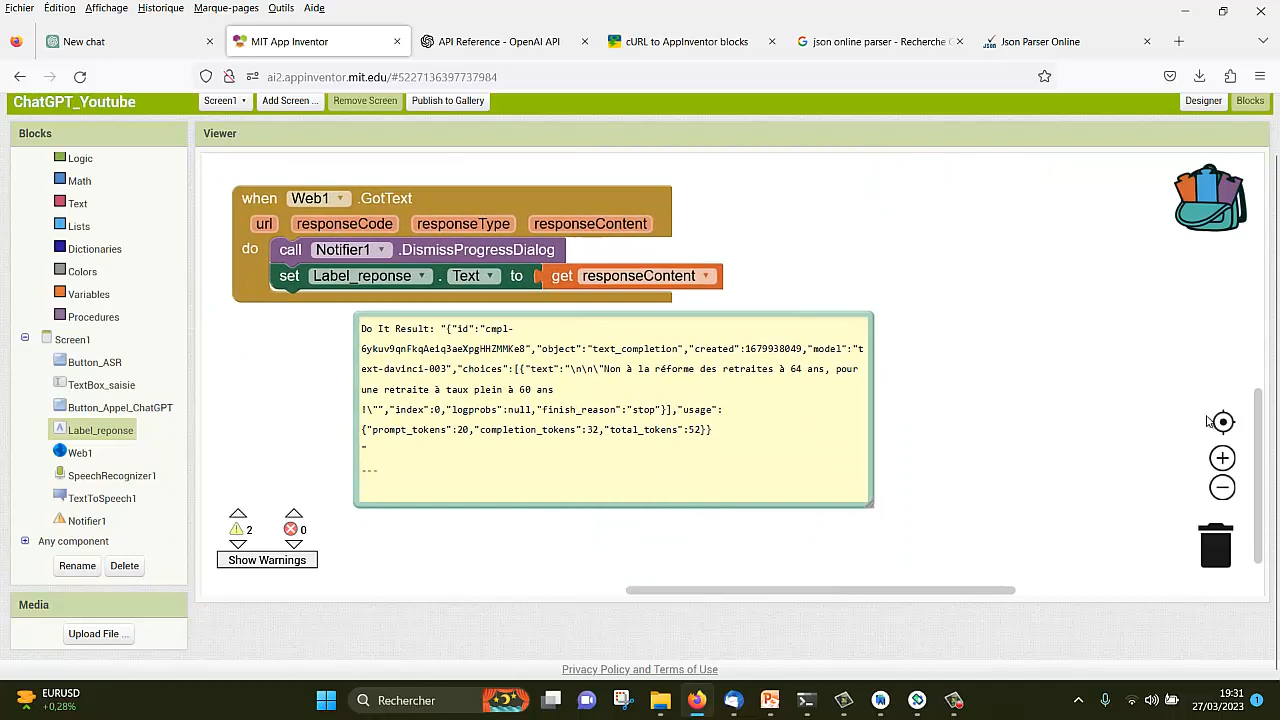 Fichier Édition Affichage Historique Marque-pages Outils Aide
New chat
MIT App Inventor
API Reference - OpenAI API
cURL to AppInventor blocks
json online parser - Recherche G
Json Parser Online
ai2.appinventor.mit.edu/#5227136397737984
ChatGPT_Youtube
Screen1
Add Screen ...
Remove Screen
Publish to Gallery
Designer
Blocks
Blocks
Viewer
Logic
Math
Text
Lists
Dictionaries
Colors
Variables
Procedures
Screen1
Button_ASR
TextBox_saisie
Button_Appel_ChatGPT
Label_reponse
Web1
SpeechRecognizer1
TextToSpeech1
Notifier1
Any component
Rename Delete
Media
Upload File ...
when Web1 .GotText
url responseCode responseType responseContent
do call Notifier1 .DismissProgressDialog
set Label_reponse . Text to get responseContent
Do It Result: "{"id":"cmpl-
6ykuv9qnFkqAeiq3aeXpgHHZMMKe8","object":"text_completion","created":1679938049,"model":"t
ext-davinci-003","choices":[{"text":"\n\n\"Non à la réforme des retraites à 64 ans, pour
une retraite à taux plein à 60 ans
!\"","index":0,"logprobs":null,"finish_reason":"stop"}],"usage":
{"prompt_tokens":20,"completion_tokens":32,"total_tokens":52}}
"
---
2 0
Show Warnings
Privacy Policy and Terms of Use
EURUSD
+0,28%
Rechercher
19:31
27/03/2023